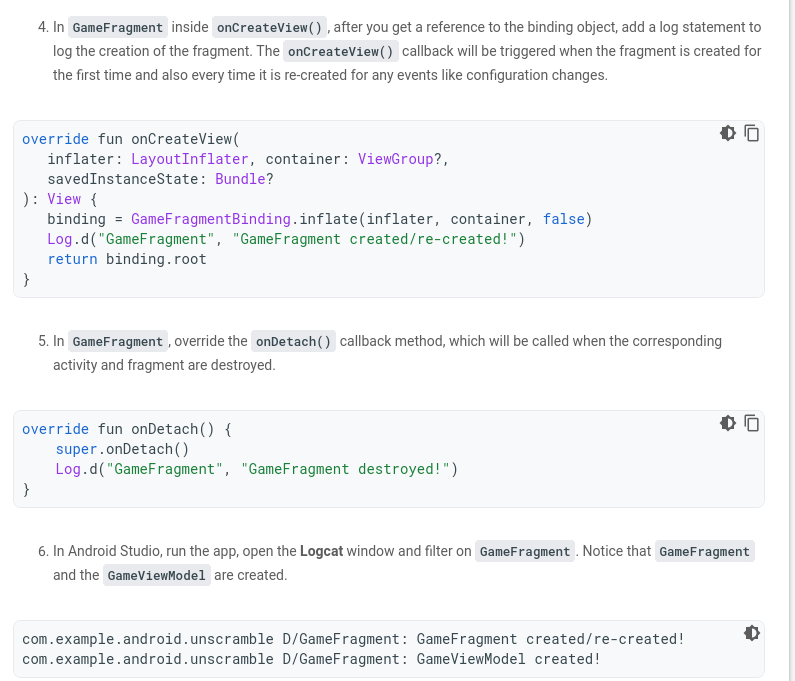 4. In GameFragment inside onCreateView(), after you get a reference to the binding object, add a log statement to
log the creation of the fragment. The onCreateView() callback will be triggered when the fragment is created for
the first time and also every time it is re-created for any events like configuration changes.
override fun onCreateView(
   inflater: LayoutInflater, container: ViewGroup?,
   savedInstanceState: Bundle?
): View {
   binding = GameFragmentBinding.inflate(inflater, container, false)
   Log.d("GameFragment", "GameFragment created/re-created!")
   return binding.root
}
5. In GameFragment, override the onDetach() callback method, which will be called when the corresponding
activity and fragment are destroyed.
override fun onDetach() {
    super.onDetach()
    Log.d("GameFragment", "GameFragment destroyed!")
}
6. In Android Studio, run the app, open the Logcat window and filter on GameFragment. Notice that GameFragment
and the GameViewModel are created.
com.example.android.unscramble D/GameFragment: GameFragment created/re-created!
com.example.android.unscramble D/GameFragment: GameViewModel created!